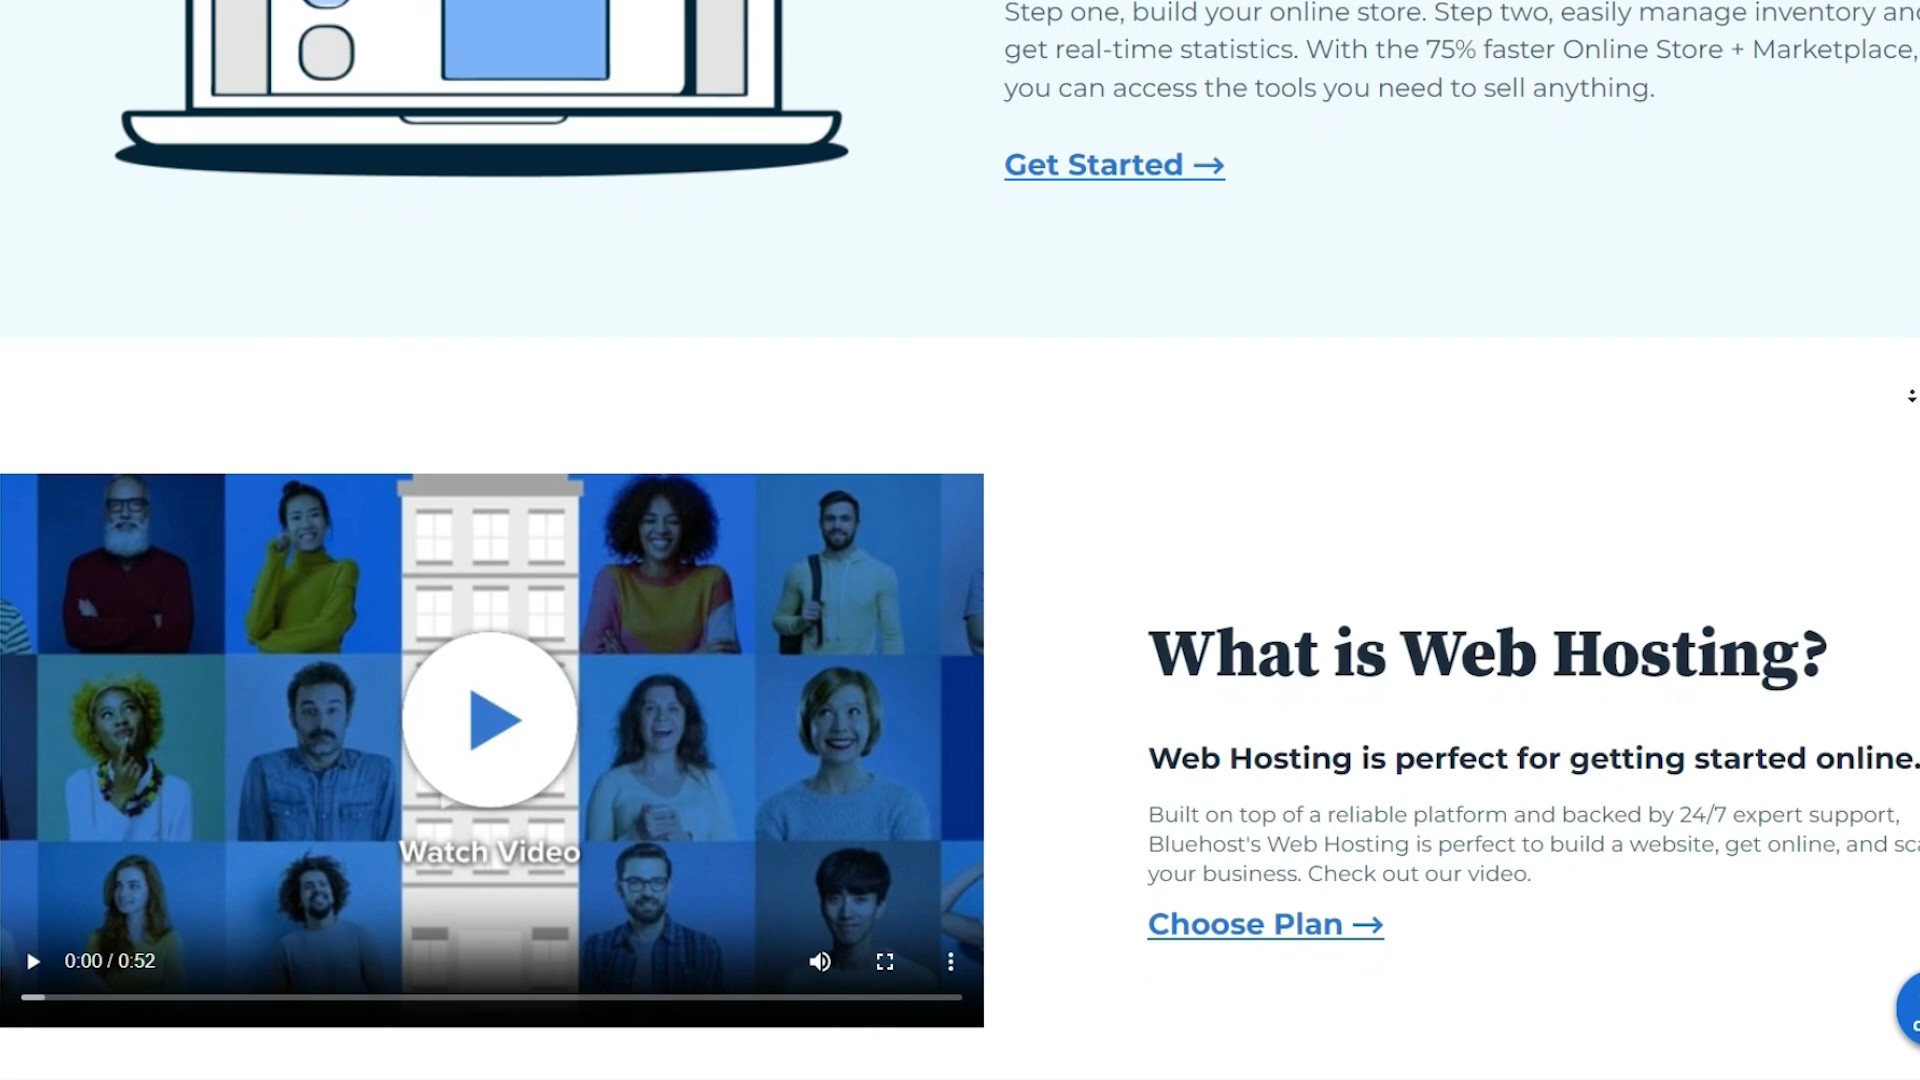 Step one, build your online store. Step two, easily manage inventory and
get real-time statistics. With the 75% faster Online Store + Marketplace,
you can access the tools you need to sell anything.
Get Started →
What is Web Hosting?
Web Hosting is perfect for getting started online.
Built on top of a reliable platform and backed by 24/7 expert support,
Bluehost's Web Hosting is perfect to build a website, get online, and
your business. Check out our video.
Choose Plan →
Watch Video
0:00 / 0:52